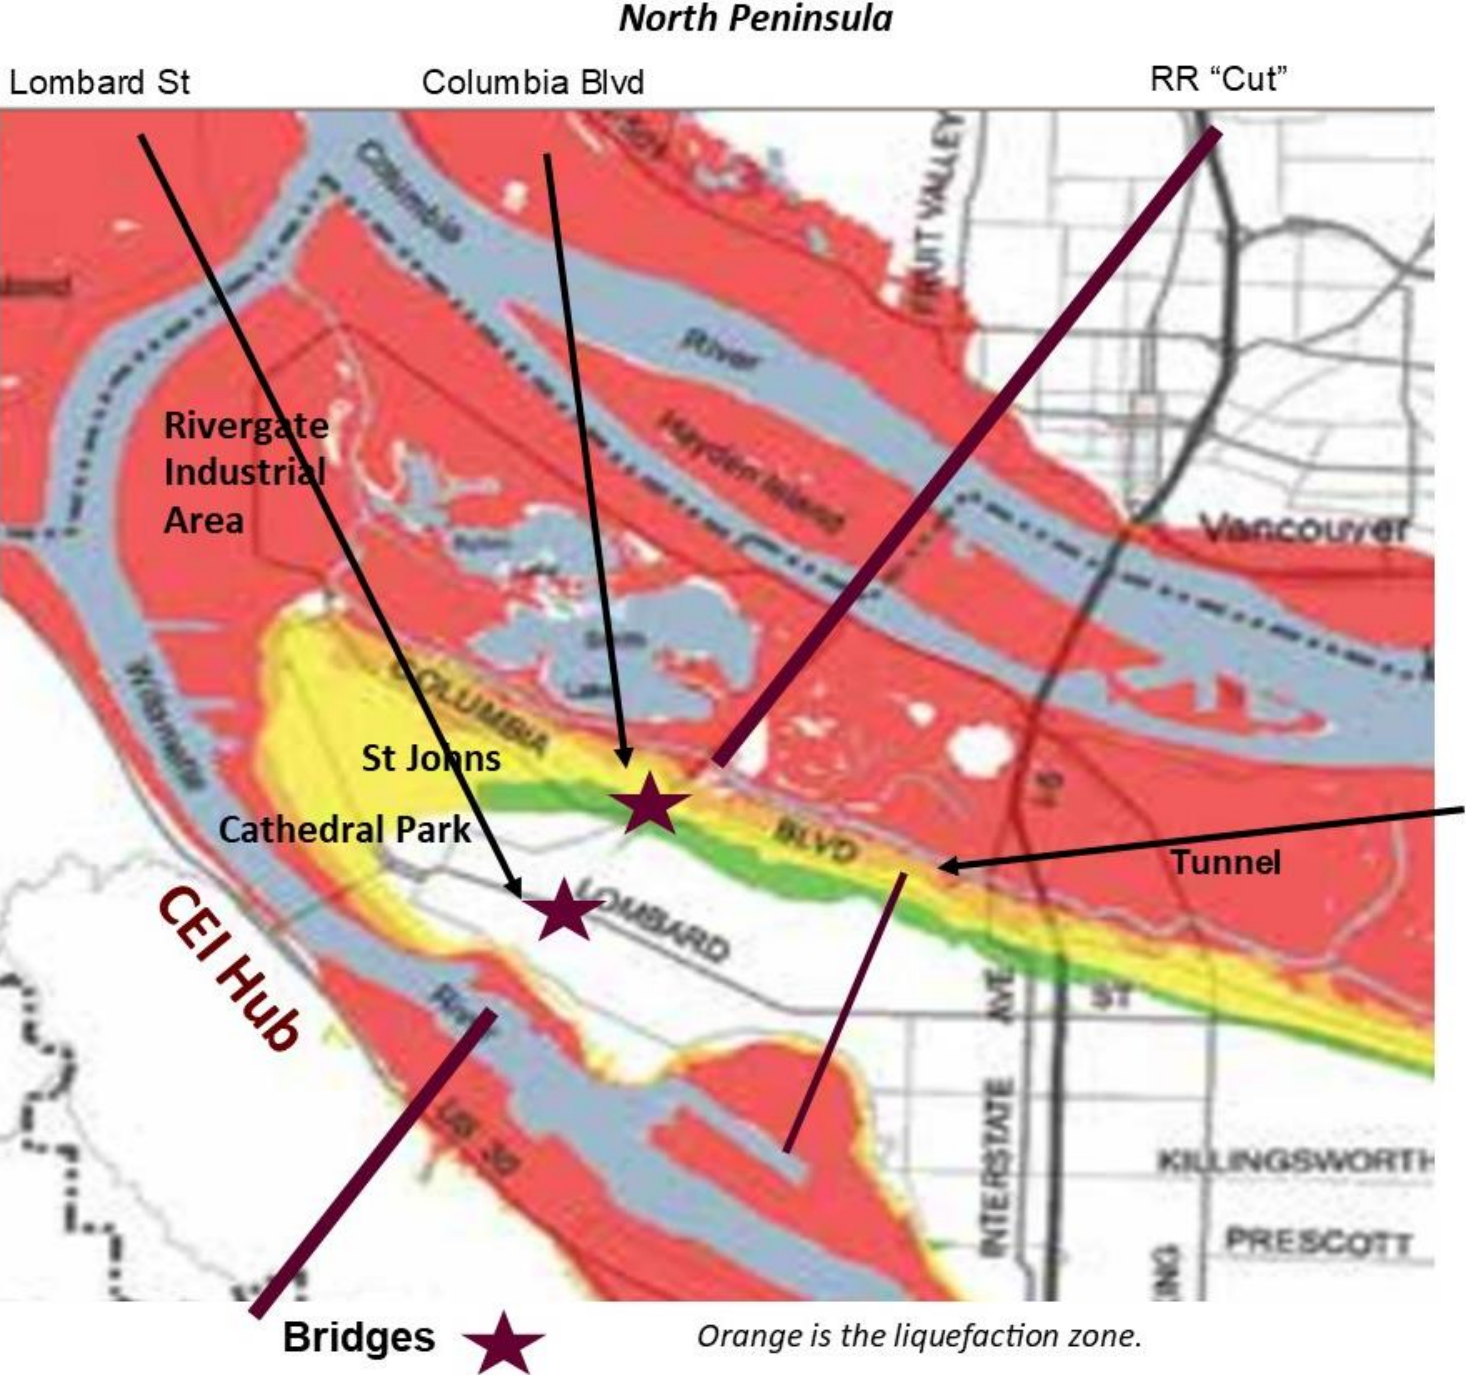 North Peninsula
Lombard St
Columbia Blvd
RR “Cut”
Columbia
FRUIT VALLEY
River
Rivergate
Industrial
Area
Hayden Island
Vancouver
Smith
Lake
Willamette
COLUMBIA
St Johns
I-5
Cathedral Park
BLVD
Tunnel
LOMBARD
CEI Hub
ST
AVE
River
US 30
INTERSTATE
KILLINGSWORTH
PRESCOTT
Bridges
Orange is the liquefaction zone.